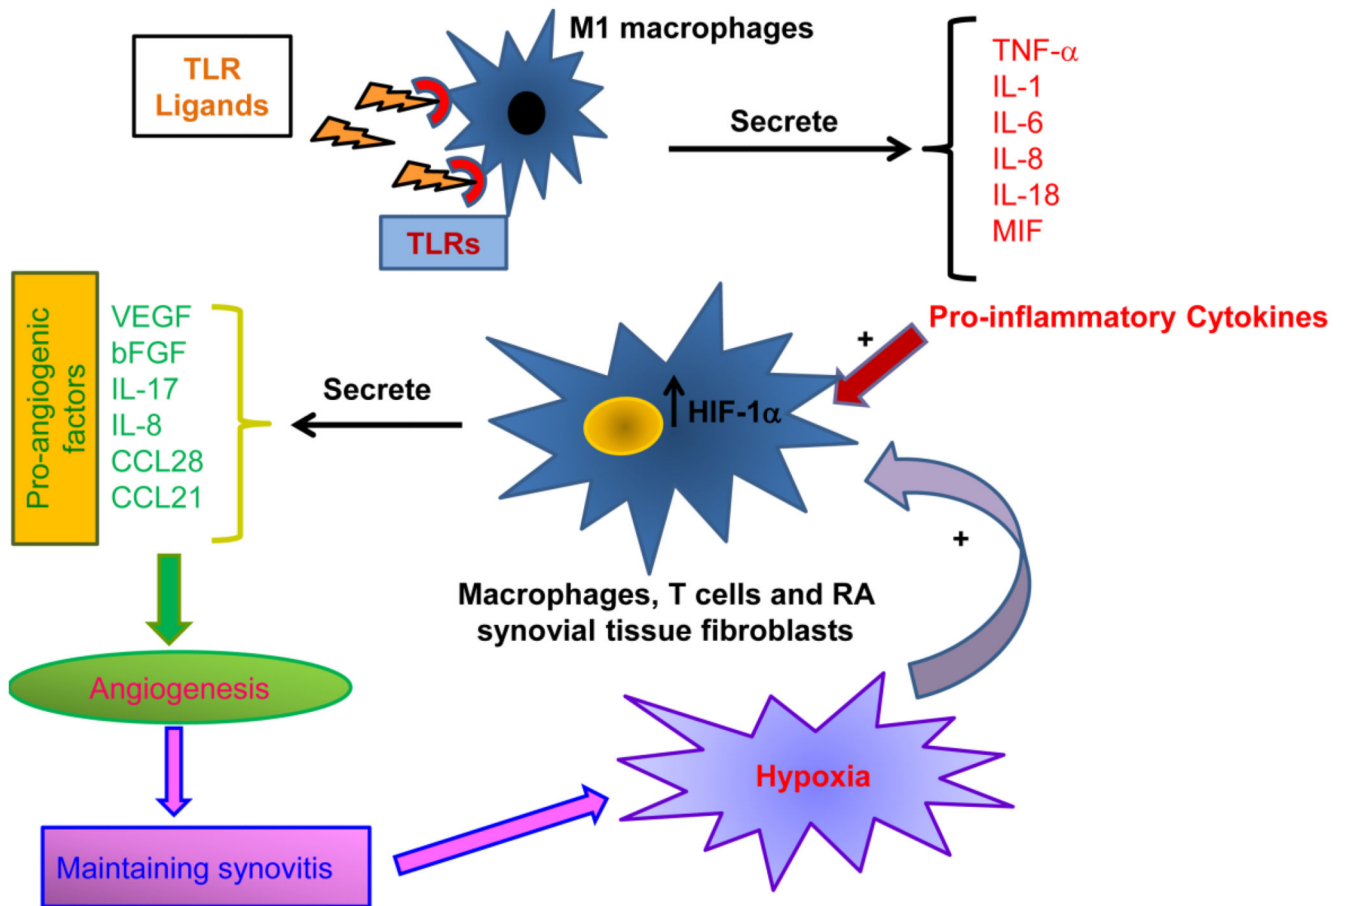 M1 macrophages
TLR
Ligands
TLRs
Secrete
TNF-α
IL-1
IL-6
IL-8
IL-18
MIF
Pro-inflammatory Cytokines
+
HIF-1α
Secrete
Pro-angiogenic
factors
VEGF
bFGF
IL-17
IL-8
CCL28
CCL21
Macrophages, T cells and RA
synovial tissue fibroblasts
+
Angiogenesis
Maintaining synovitis
Hypoxia